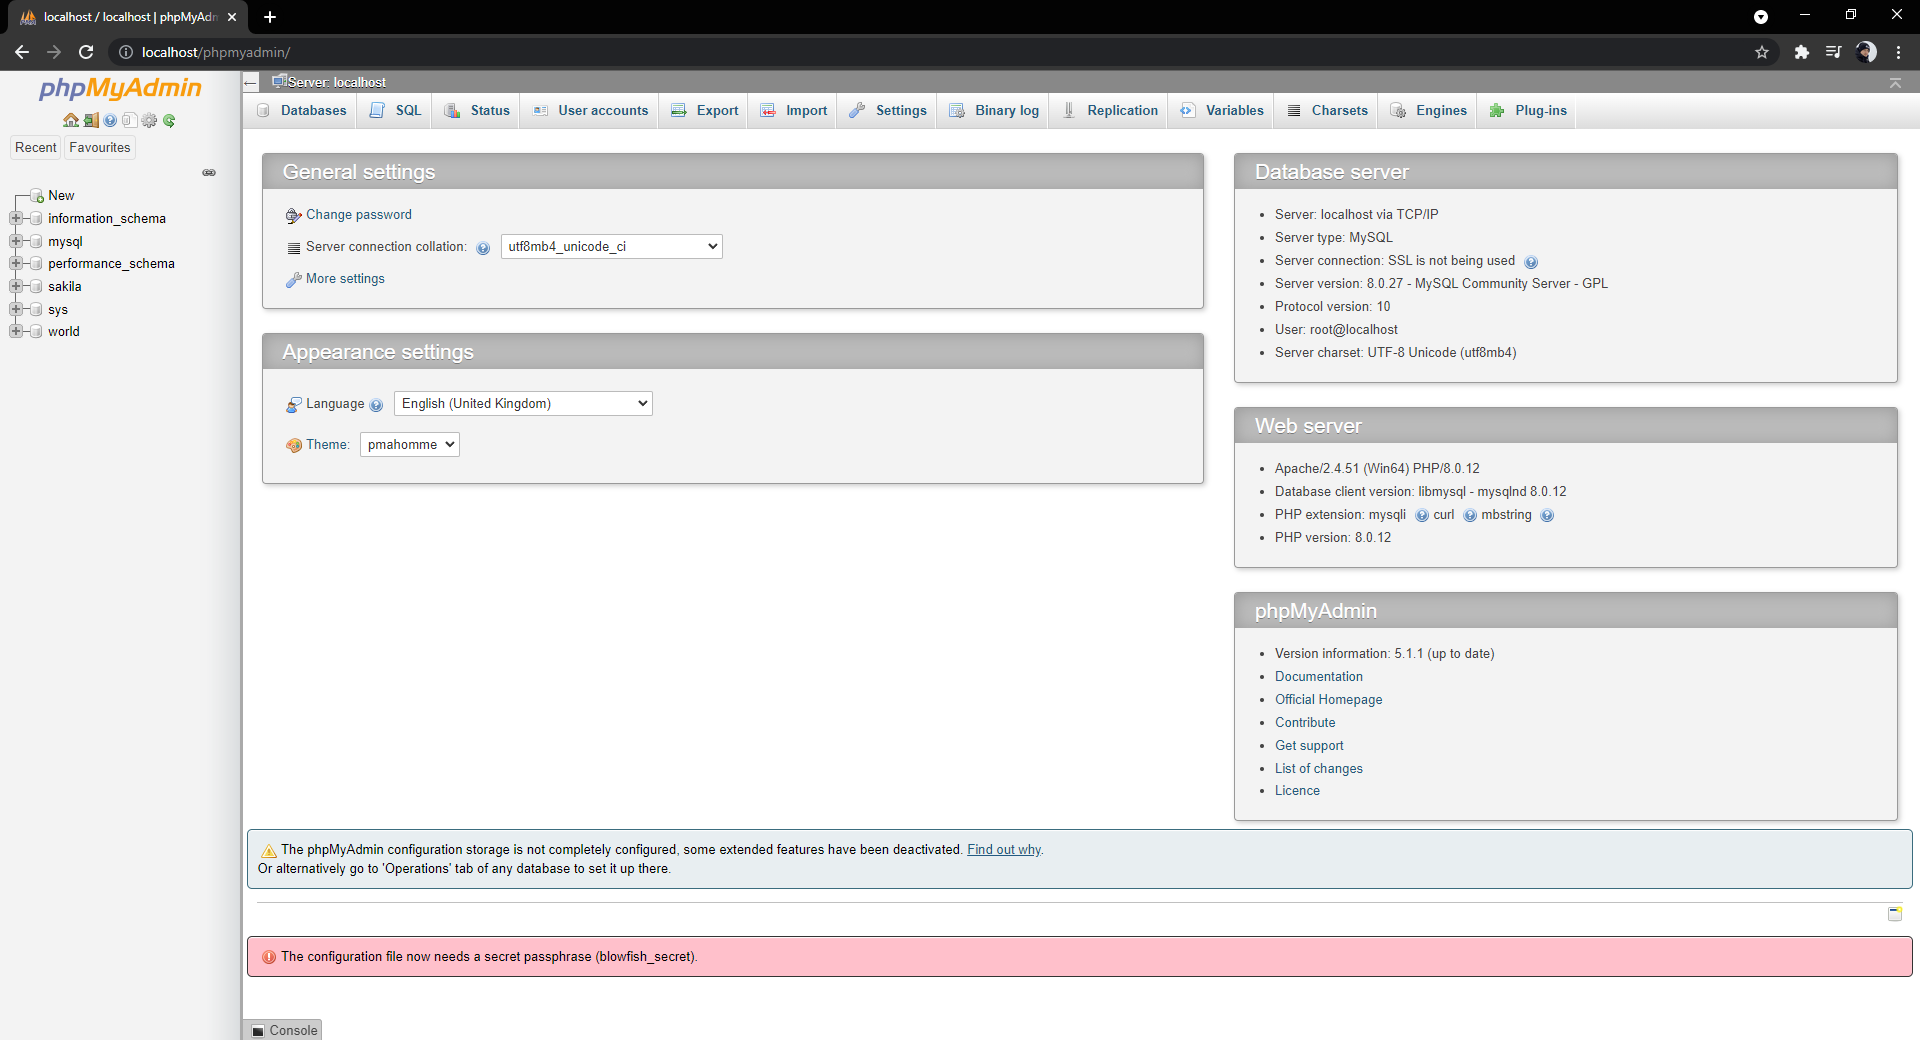 localhost / localhost | phpMyAdm
localhost/phpmyadmin/
phpMyAdmin
Recent
Favourites
New
information_schema
mysql
performance_schema
sakila
sys
world
Server: localhost
Databases
SQL
Status
User accounts
Export
Import
Settings
Binary log
Replication
Variables
Charsets
Engines
Plug-ins
General settings
Change password
Server connection collation: utf8mb4_unicode_ci
More settings
Appearance settings
Language English (United Kingdom)
Theme: pmahomme
Database server
Server: localhost via TCP/IP
Server type: MySQL
Server connection: SSL is not being used
Server version: 8.0.27 - MySQL Community Server - GPL
Protocol version: 10
User: root@localhost
Server charset: UTF-8 Unicode (utf8mb4)
Web server
Apache/2.4.51 (Win64) PHP/8.0.12
Database client version: libmysql - mysqlnd 8.0.12
PHP extension: mysqli curl mbstring
PHP version: 8.0.12
phpMyAdmin
Version information: 5.1.1 (up to date)
Documentation
Official Homepage
Contribute
Get support
List of changes
Licence
The phpMyAdmin configuration storage is not completely configured, some extended features have been deactivated. Find out why.
Or alternatively go to 'Operations' tab of any database to set it up there.
The configuration file now needs a secret passphrase (blowfish_secret).
Console